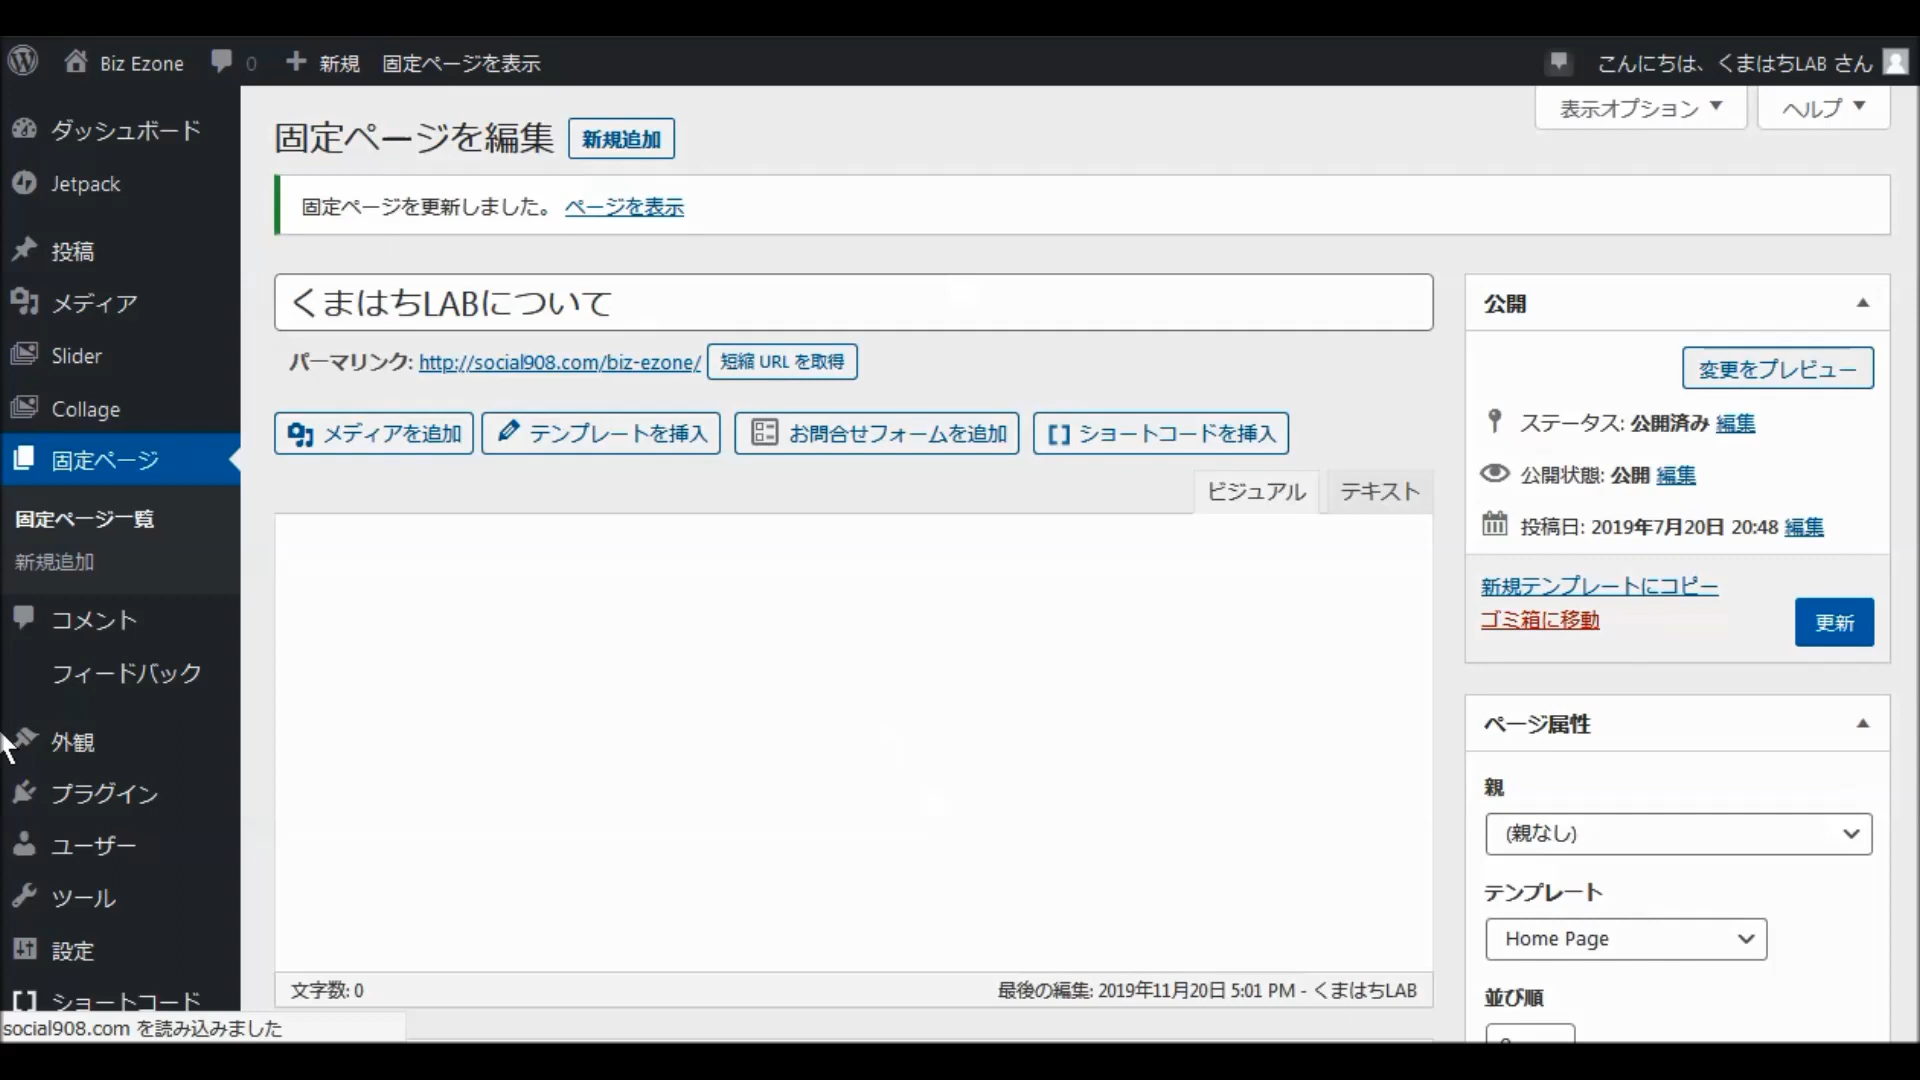 Biz Ezone 0 新規 固定ページを表示 こんにちは、くまはちLAB さん
表示オプション ヘルプ
ダッシュボード
Jetpack
投稿
メディア
Slider
Collage
固定ページ
固定ページ一覧
新規追加
コメント
フィードバック
外観
プラグイン
ユーザー
ツール
設定
ショートコード
固定ページを編集 新規追加
固定ページを更新しました。 ページを表示
くまはちLABについて
パーマリンク: http://social908.com/biz-ezone/ 短縮 URL を取得
メディアを追加 テンプレートを挿入 お問合せフォームを追加 ショートコードを挿入
ビジュアル テキスト
文字数: 0 最後の編集: 2019年11月20日 5:01 PM - くまはちLAB
公開
変更をプレビュー
ステータス: 公開済み 編集
公開状態: 公開 編集
投稿日: 2019年7月20日 20:48 編集
新規テンプレートにコピー
ゴミ箱に移動
更新
ページ属性
親
(親なし)
テンプレート
Home Page
並び順
social908.com を読み込みました